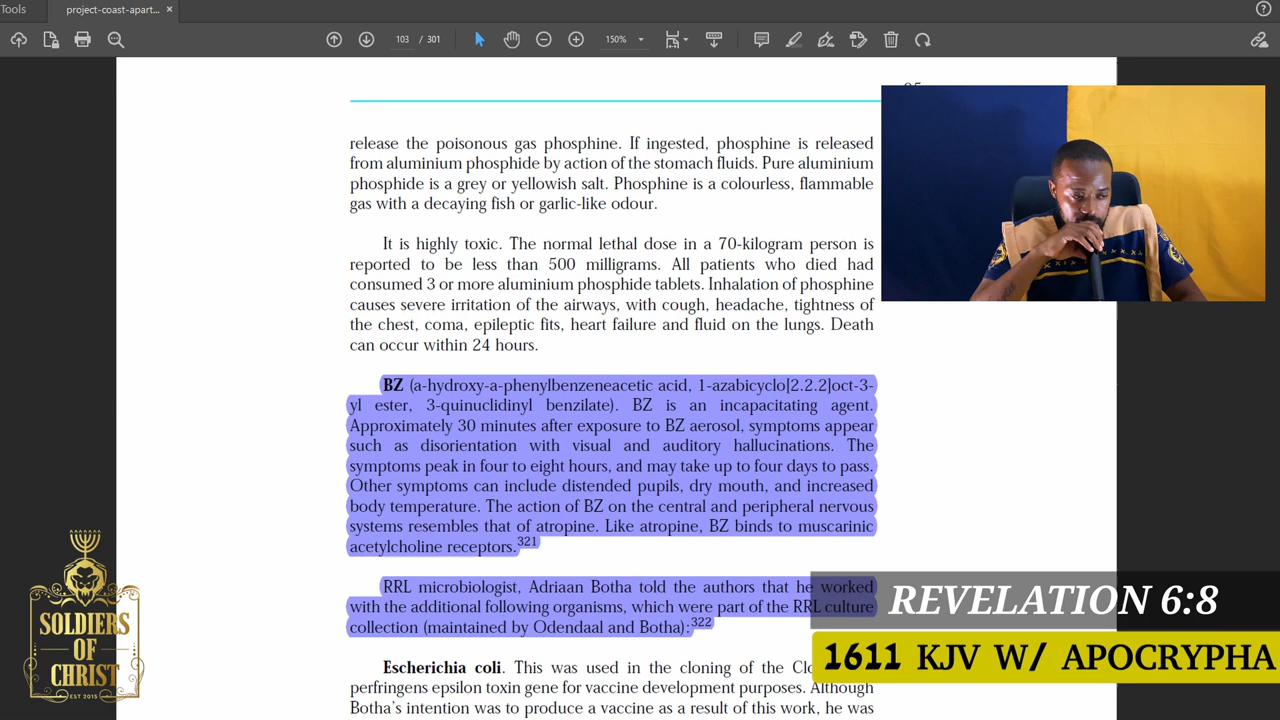 Tools
project-coast-apart... ×
103 / 301
150%
release the poisonous gas phosphine. If ingested, phosphine is released
from aluminium phosphide by action of the stomach fluids. Pure aluminium
phosphide is a grey or yellowish salt. Phosphine is a colourless, flammable
gas with a decaying fish or garlic-like odour.
It is highly toxic. The normal lethal dose in a 70-kilogram person is
reported to be less than 500 milligrams. All patients who died had
consumed 3 or more aluminium phosphide tablets. Inhalation of phosphine
causes severe irritation of the airways, with cough, headache, tightness of
the chest, coma, epileptic fits, heart failure and fluid on the lungs. Death
can occur within 24 hours.
BZ (a-hydroxy-a-phenylbenzeneacetic acid, 1-azabicyclo[2.2.2]oct-3-
yl ester, 3-quinuclidinyl benzilate). BZ is an incapacitating agent.
Approximately 30 minutes after exposure to BZ aerosol, symptoms appear
such as disorientation with visual and auditory hallucinations. The
symptoms peak in four to eight hours, and may take up to four days to pass.
Other symptoms can include distended pupils, dry mouth, and increased
body temperature. The action of BZ on the central and peripheral nervous
systems resembles that of atropine. Like atropine, BZ binds to muscarinic
acetylcholine receptors.321
RRL microbiologist, Adriaan Botha told the authors that he worked
with the additional following organisms, which were part of the RRL culture
collection (maintained by Odendaal and Botha):322
Escherichia coli. This was used in the cloning of the Clo
perfringens epsilon toxin gene for vaccine development purposes. Although
Botha's intention was to produce a vaccine as a result of this work, he was
REVELATION 6:8
1611 KJV W/ APOCRYPHA
SOLDIERS
OF
CHRIST
EST 2015